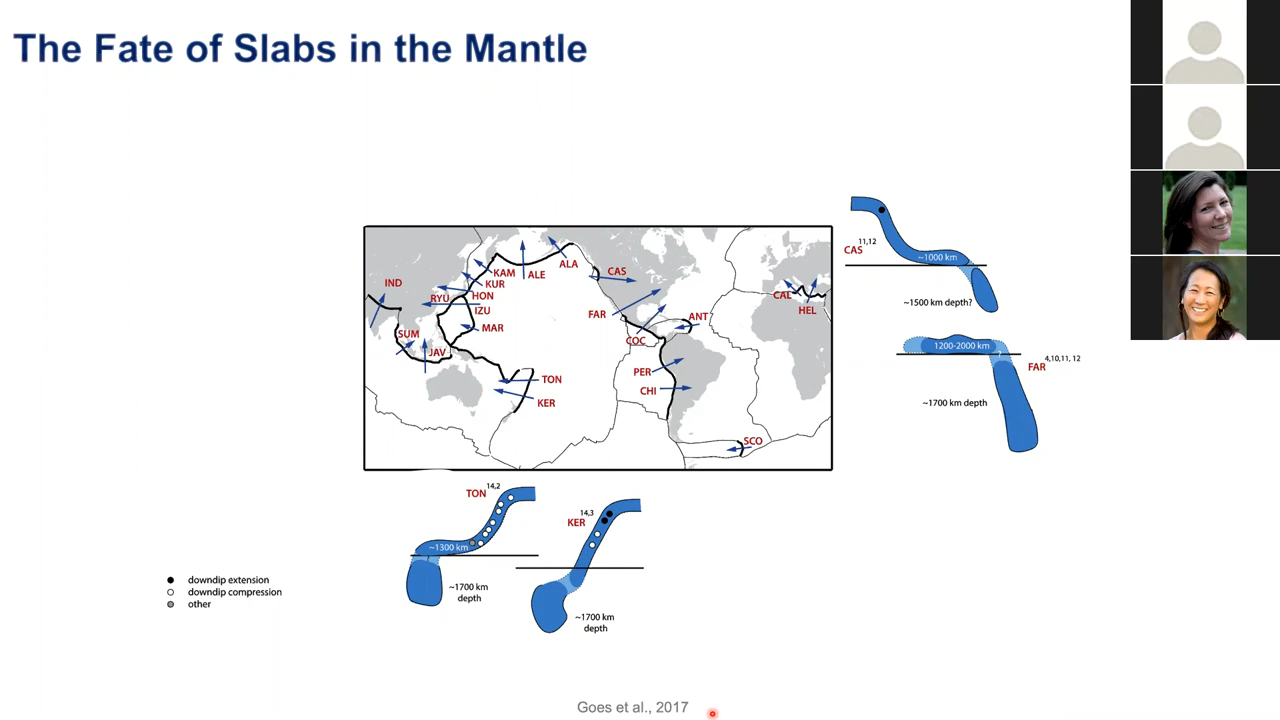 The Fate of Slabs in the Mantle
CAS 11,12
~1000 km
~1500 km depth?
1200-2000 km
FAR 4,10,11, 12
~1700 km depth
IND
KAM
ALE
ALA
CAS
KUR
RYU
HON
IZU
MAR
SUM
JAV
FAR
COC
ANT
CAL
HEL
PER
CHI
TON
KER
SCO
TON 14,2
~1300 km
~1700 km
depth
KER 14,3
~1700 km
depth
downdip extension
downdip compression
other
Goes et al., 2017